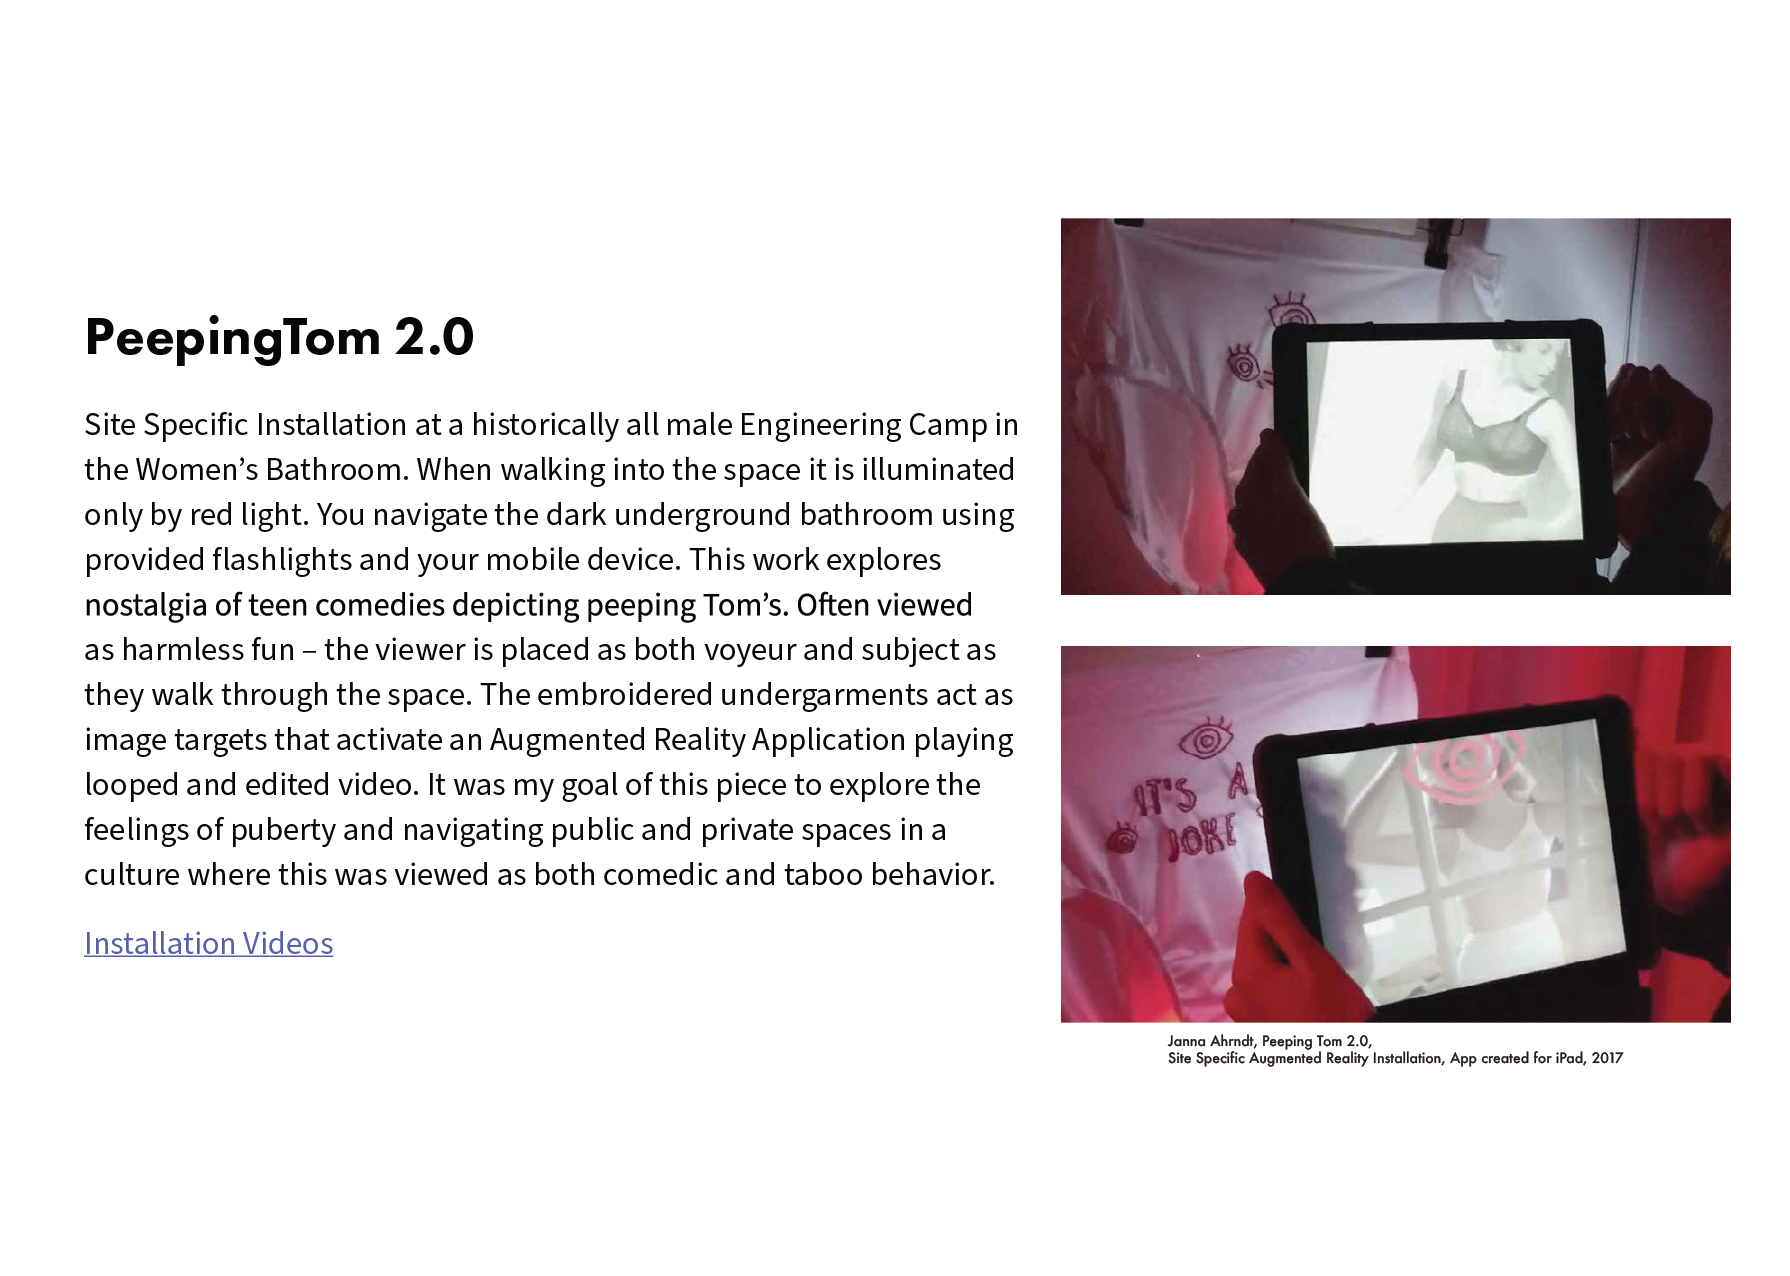 PeepingTom 2.0
Site Specific Installation at a historically all male Engineering Camp in
the Women’s Bathroom. When walking into the space it is illuminated
only by red light. You navigate the dark underground bathroom using
provided flashlights and your mobile device. This work explores
nostalgia of teen comedies depicting peeping Tom’s. Often viewed
as harmless fun – the viewer is placed as both voyeur and subject as
they walk through the space. The embroidered undergarments act as
image targets that activate an Augmented Reality Application playing
looped and edited video. It was my goal of this piece to explore the
feelings of puberty and navigating public and private spaces in a
culture where this was viewed as both comedic and taboo behavior.
Installation Videos
IT'S A
JOKE
Janna Ahrndt, Peeping Tom 2.0,
Site Specific Augmented Reality Installation, App created for iPad, 2017